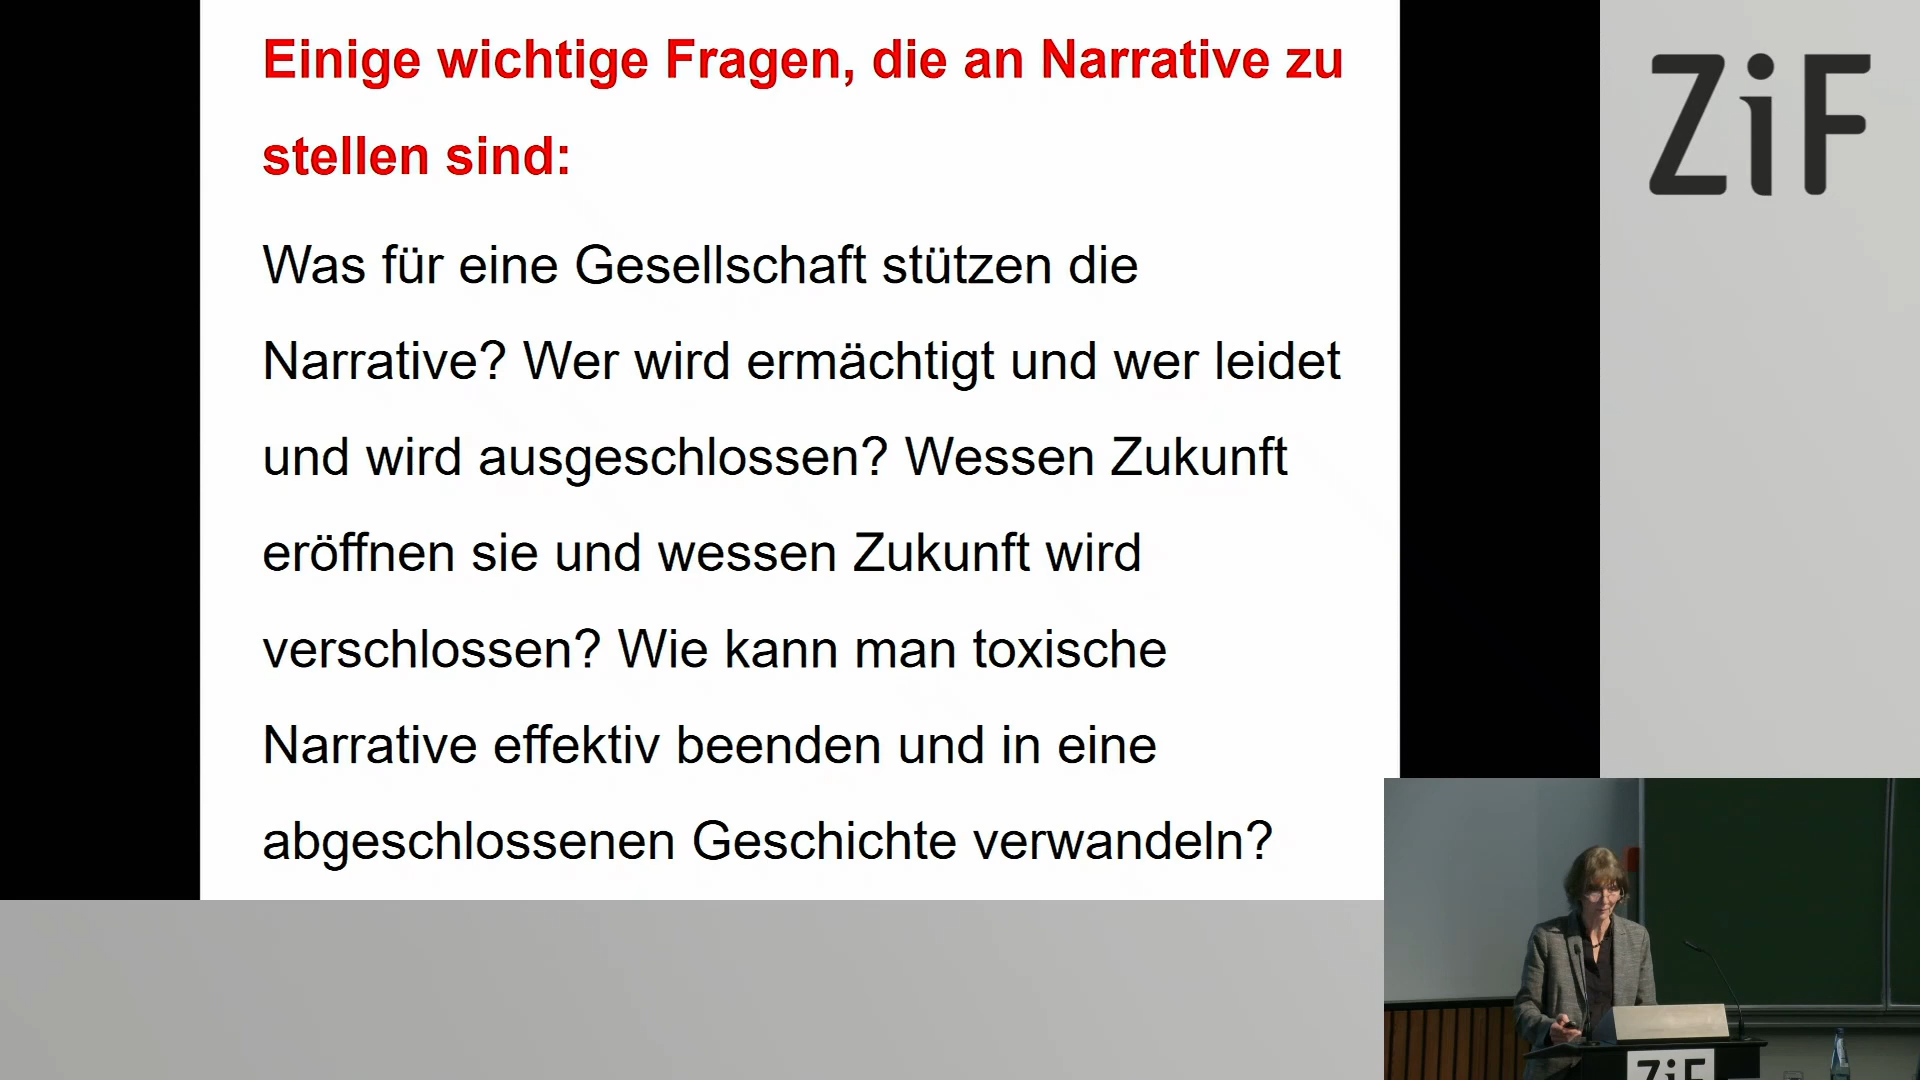 Einige wichtige Fragen, die an Narrative zu
stellen sind:
Was für eine Gesellschaft stützen die
Narrative? Wer wird ermächtigt und wer leidet
und wird ausgeschlossen? Wessen Zukunft
eröffnen sie und wessen Zukunft wird
verschlossen? Wie kann man toxische
Narrative effektiv beenden und in eine
abgeschlossenen Geschichte verwandeln?
ZiF
ZiF